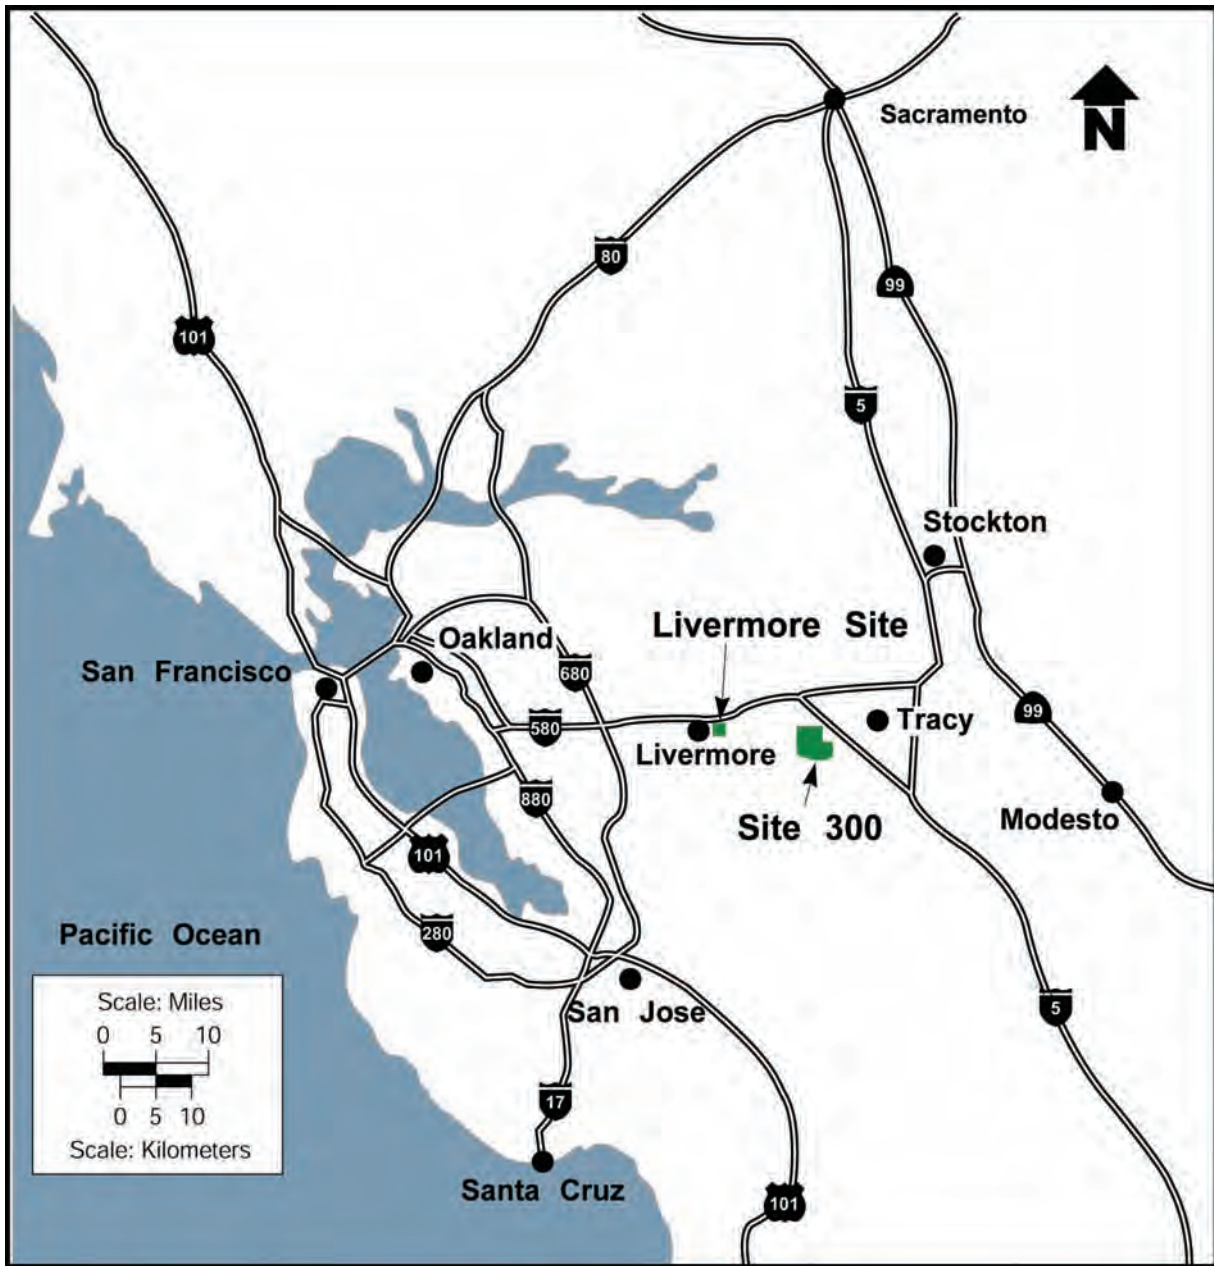 Sacramento
N
80
99
101
5
Stockton
Livermore Site
Oakland
San Francisco
680
99
Tracy
580
Livermore
880
Modesto
Site 300
101
Pacific Ocean
280
Scale: Miles
0 5 10
0 5 10
Scale: Kilometers
San Jose
5
17
Santa Cruz
101